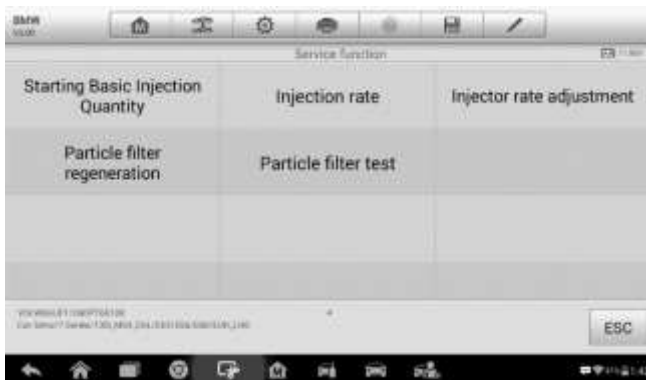 BMW
Service function
Starting Basic Injection
Quantity
Injection rate
Injector rate adjustment
Particle filter
regeneration
Particle filter test
ESC